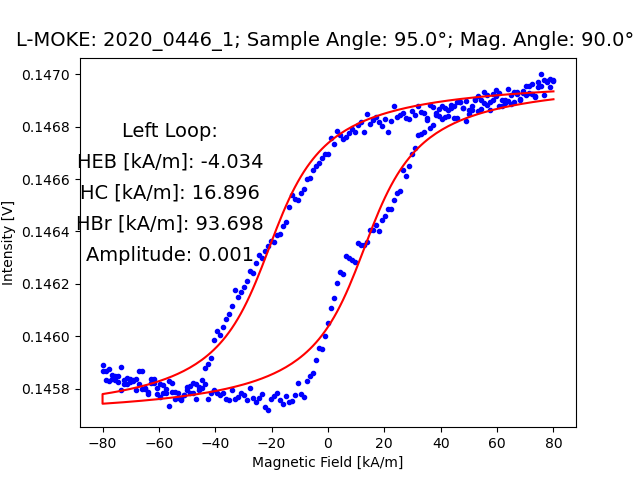 L-MOKE: 2020_0446_1; Sample Angle: 95.0°; Mag. Angle: 90.0°
Intensity [V]
0.1470
0.1468
0.1466
0.1464
0.1462
0.1460
0.1458
Left Loop:
HEB [kA/m]: -4.034
HC [kA/m]: 16.896
HBr [kA/m]: 93.698
Amplitude: 0.001
−80 −60 −40 −20 0 20 40 60 80
Magnetic Field [kA/m]